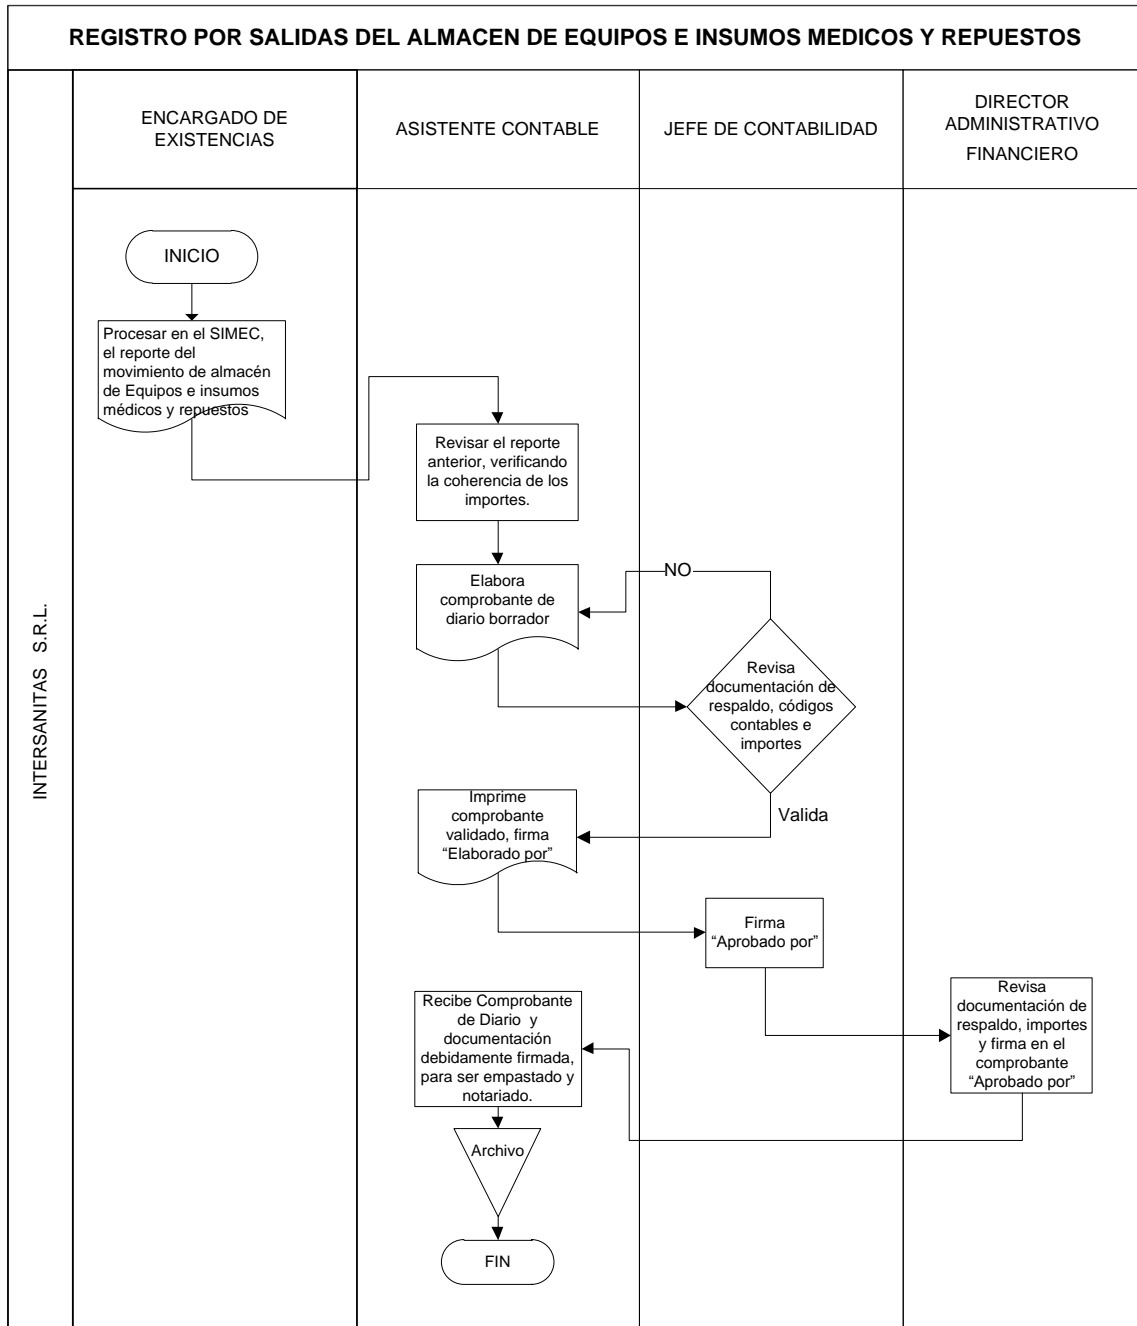 REGISTRO POR SALIDAS DEL ALMACEN DE EQUIPOS E INSUMOS MEDICOS Y REPUESTOS
ENCARGADO DE
EXISTENCIAS
ASISTENTE CONTABLE
JEFE DE CONTABILIDAD
DIRECTOR
ADMINISTRATIVO
FINANCIERO
INTERSANITAS S.R.L.
INICIO
Procesar en el SIMEC,
el reporte del
movimiento de almacén
de Equipos e insumos
médicos y repuestos
Revisar el reporte
anterior, verificando
la coherencia de los
importes.
Elabora
comprobante de
diario borrador
NO
Revisa
documentación de
respaldo, códigos
contables e
importes
Valida
Imprime
comprobante
validado, firma
“Elaborado por”
Firma
“Aprobado por”
Revisa
documentación de
respaldo, importes
y firma en el
comprobante
“Aprobado por”
Recibe Comprobante
de Diario y
documentación
debidamente firmada,
para ser empastado y
notariado.
Archivo
FIN